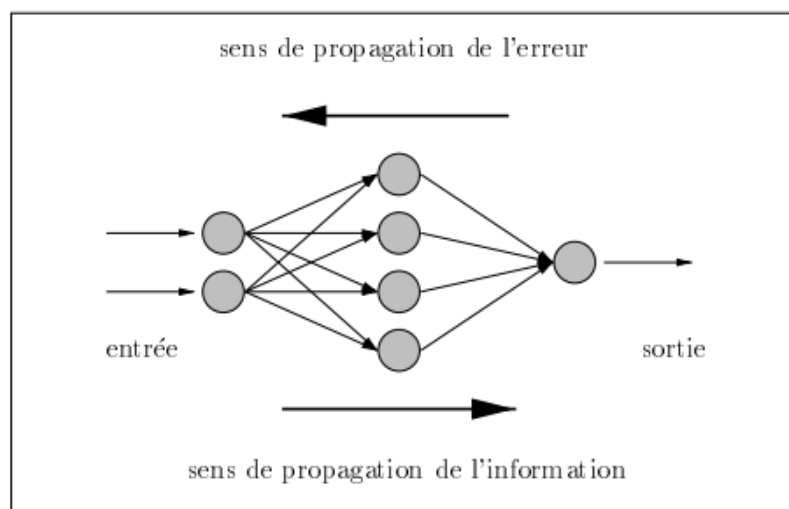 sens de propagation de l'erreur
entrée
sortie
sens de propagation de l'information